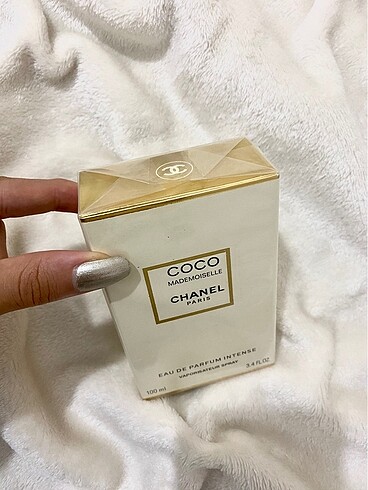 COCO
MADEMOISELLE
CHANEL
PARIS
EAU DE PARFUM INTENSE
VAPORISATEUR SPRAY
100 ml 3.4 FL.OZ